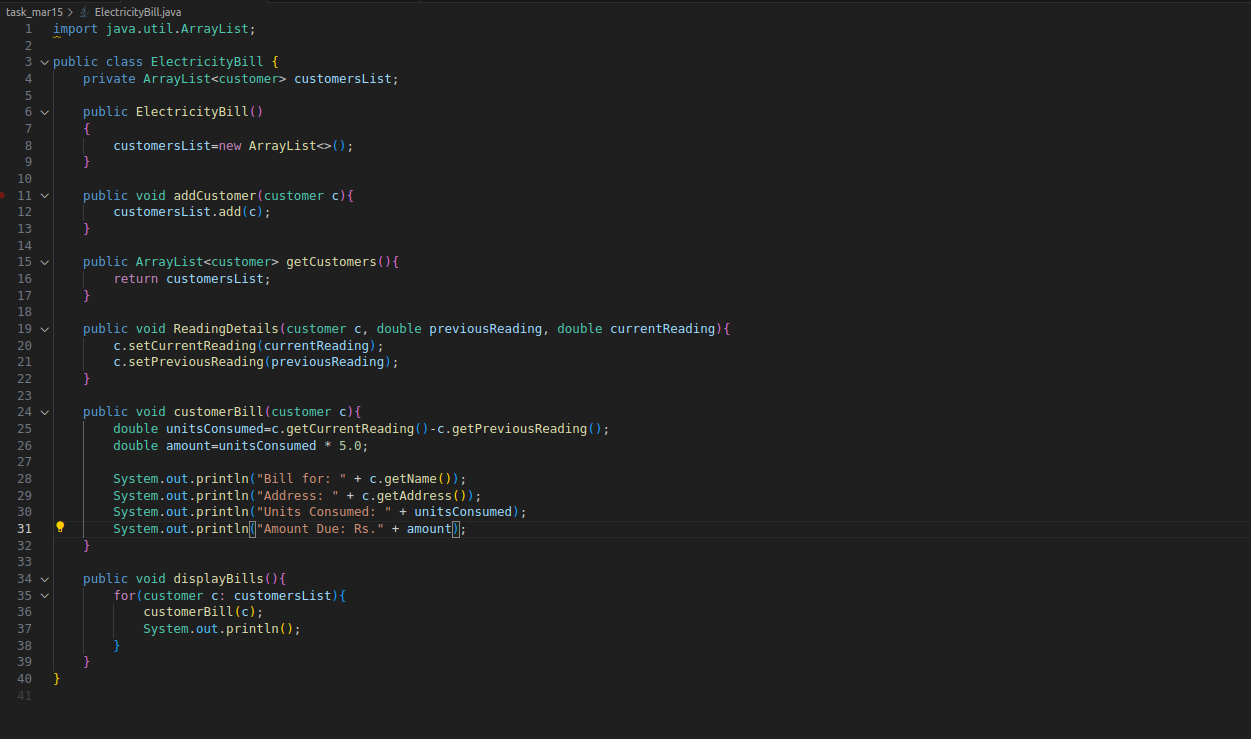 task_mar15 > ElectricityBill.java
1 import java.util.ArrayList;
2
3 public class ElectricityBill {
4 private ArrayList<customer> customersList;
5
6 public ElectricityBill()
7 {
8 customersList=new ArrayList<>();
9 }
10
11 public void addCustomer(customer c){
12 customersList.add(c);
13 }
14
15 public ArrayList<customer> getCustomers(){
16 return customersList;
17 }
18
19 public void ReadingDetails(customer c, double previousReading, double currentReading){
20 c.setCurrentReading(currentReading);
21 c.setPreviousReading(previousReading);
22 }
23
24 public void customerBill(customer c){
25 double unitsConsumed=c.getCurrentReading()-c.getPreviousReading();
26 double amount=unitsConsumed * 5.0;
27
28 System.out.println("Bill for: " + c.getName());
29 System.out.println("Address: " + c.getAddress());
30 System.out.println("Units Consumed: " + unitsConsumed);
31 System.out.println("Amount Due: Rs." + amount);
32 }
33
34 public void displayBills(){
35 for(customer c: customersList){
36 customerBill(c);
37 System.out.println();
38 }
39 }
40 }
41